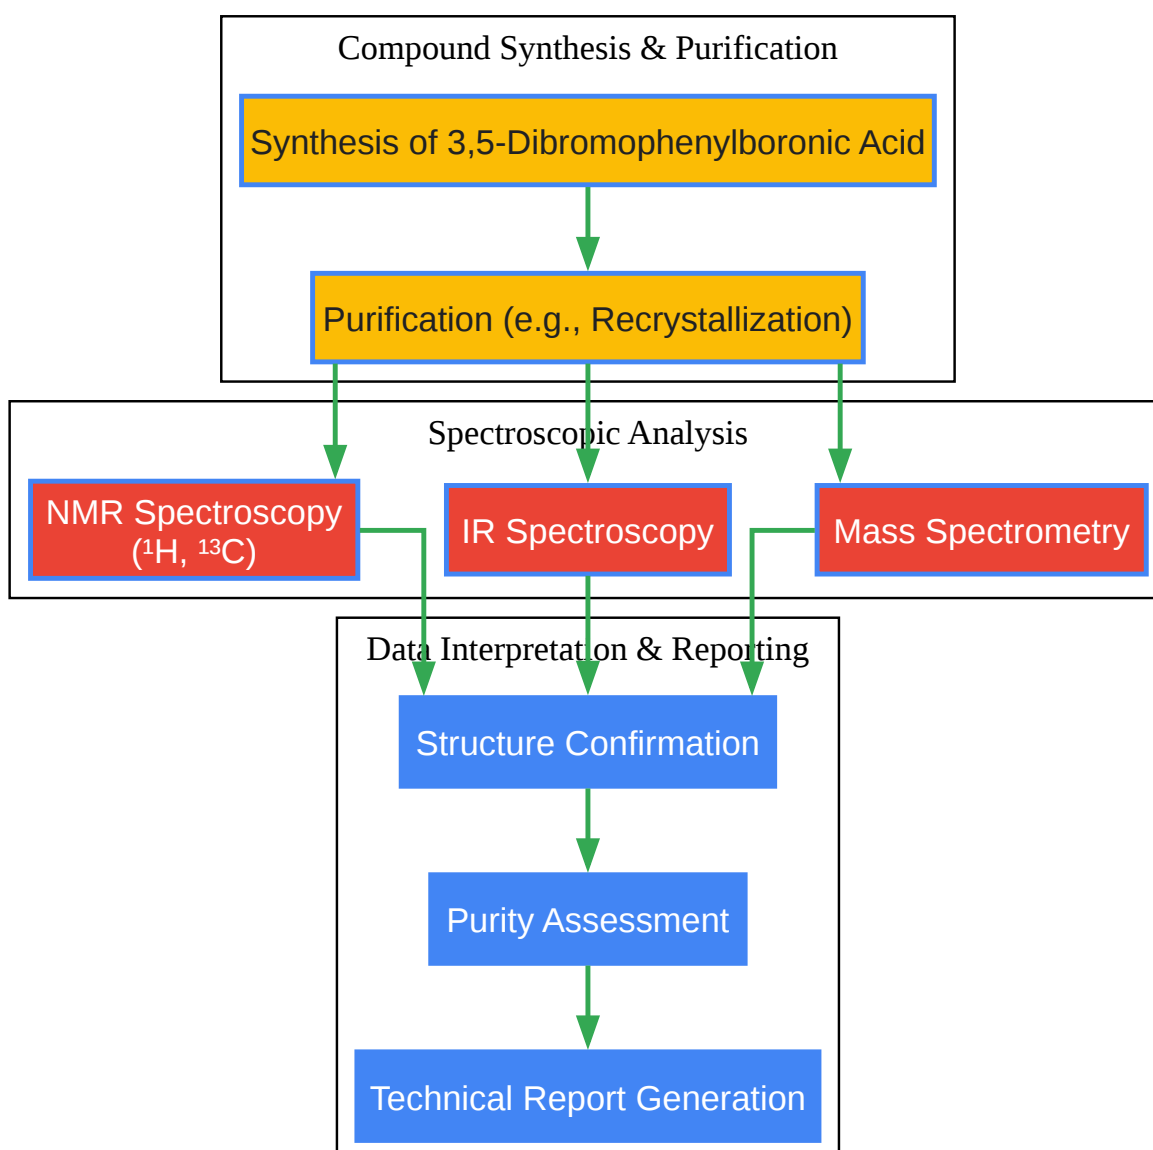 Compound Synthesis & Purification
Synthesis of 3,5-Dibromophenylboronic Acid
Purification (e.g., Recrystallization)
Spectroscopic Analysis
NMR Spectroscopy
(¹H, ¹³C)
IR Spectroscopy
Mass Spectrometry
Data Interpretation & Reporting
Structure Confirmation
Purity Assessment
Technical Report Generation